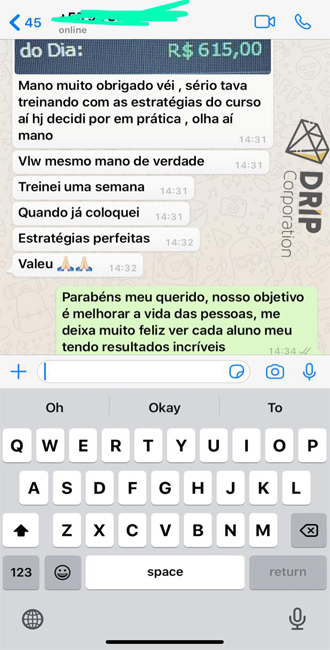 45
online
do Dia: R$ 615,00
Mano muito obrigado véi , sério tava
treinando com as estratégias do curso
aí hj decidi por em prática , olha aí
mano
14:31
Vlw mesmo mano de verdade
14:31
Treinei uma semana
14:31
Quando já coloquei
14:31
Estratégias perfeitas
14:32
Valeu 🙏🏻🙏🏻
14:32
DRIP
Corporation
Parabéns meu querido, nosso objetivo
é melhorar a vida das pessoas, me
deixa muito feliz ver cada aluno meu
tendo resultados incríveis
14:34
Oh Okay To
Q W E R T Y U I O P
A S D F G H J K L
Z X C V B N M
123 space return